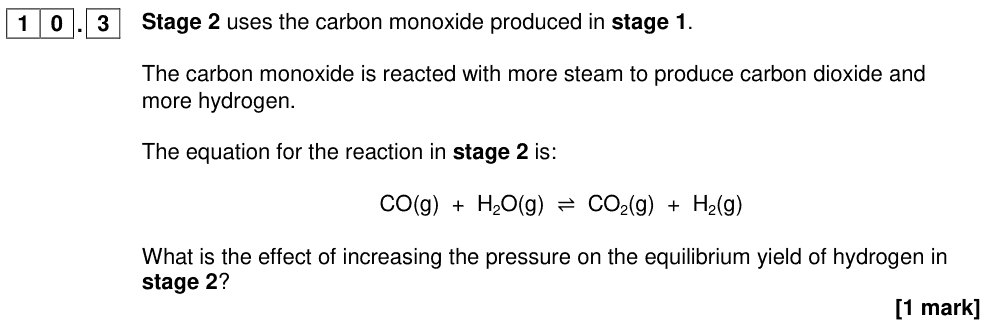 10.3 Stage 2 uses the carbon monoxide produced in stage 1.
The carbon monoxide is reacted with more steam to produce carbon dioxide and
more hydrogen.
The equation for the reaction in stage 2 is:
CO(g) + H₂O(g) ⇌ CO₂(g) + H₂(g)
What is the effect of increasing the pressure on the equilibrium yield of hydrogen in
stage 2?
[1 mark]